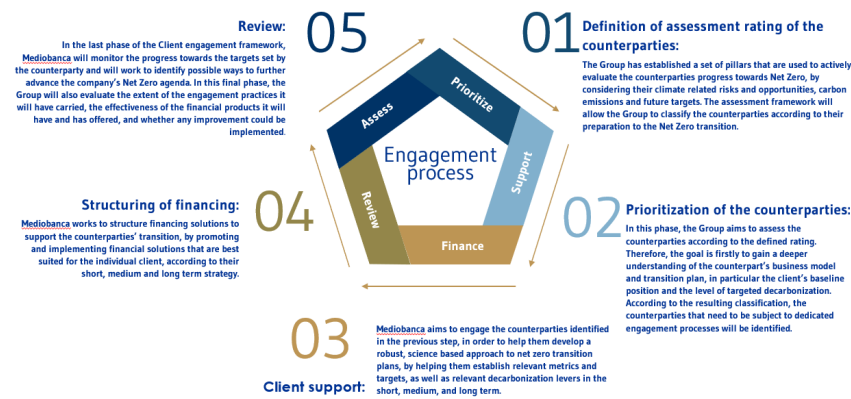 01
Definition of assessment rating of the
counterparties:
The Group has established a set of pillars that are used to actively
evaluate the counterparties progress towards Net Zero, by
considering their climate related risks and opportunities, carbon
emissions and future targets. The assessment framework will
allow the Group to classify the counterparties according to their
preparation to the Net Zero transition.
02
Prioritization of the counterparties:
In this phase, the Group aims to assess the
counterparties according to the defined rating.
Therefore, the goal is firstly to gain a deeper
understanding of the counterpart's business model
and transition plan, in particular the client's baseline
position and the level of targeted decarbonization.
According to the resulting classification, the
counterparties that need to be subject to dedicated
engagement processes will be identified.
03
Client support:
Mediobanca aims to engage the counterparties identified
in the previous step, in order to help them develop a
robust, science based approach to net zero transition
plans, by helping them establish relevant metrics and
targets, as well as relevant decarbonization levers in the
short, medium, and long term.
04
Structuring of financing:
Mediobanca works to structure financing solutions to
support the counterparties' transition, by promoting
and implementing financial solutions that are best
suited for the individual client, according to their
short, medium and long term strategy.
05
Review:
In the last phase of the Client engagement framework,
Mediobanca will monitor the progress towards the targets set by
the counterparty and will work to identify possible ways to further
advance the company's Net Zero agenda. In this final phase, the
Group will also evaluate the extent of the engagement practices it
will have carried, the effectiveness of the financial products it will
have and has offered, and whether any improvement could be
implemented.
Engagement
process
Assess
Prioritize
Support
Finance
Review